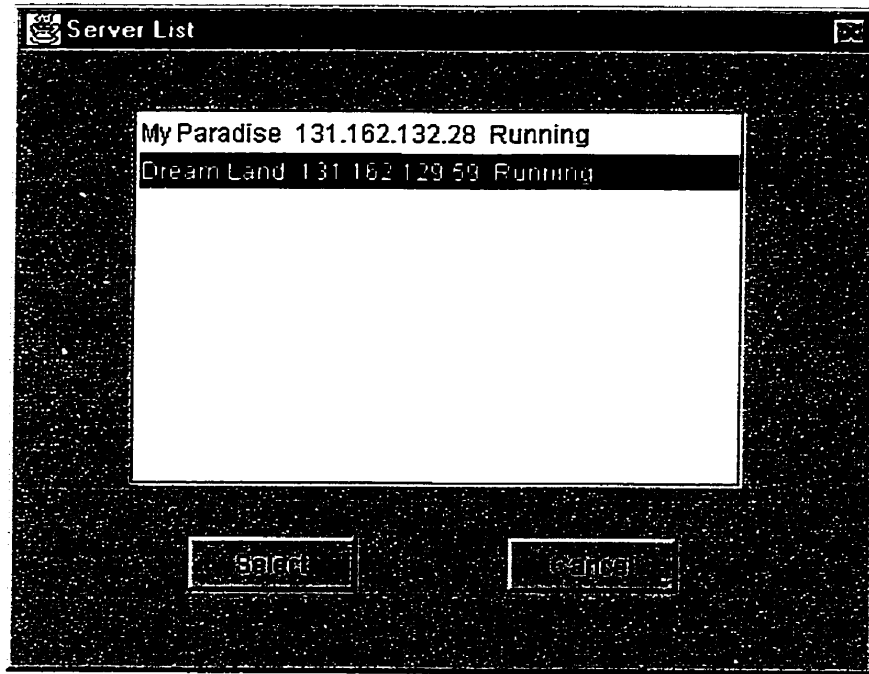 Server List
My Paradise 131.162.132.28 Running
Dream Land 131 162 129 59 Running
Select
Cancel